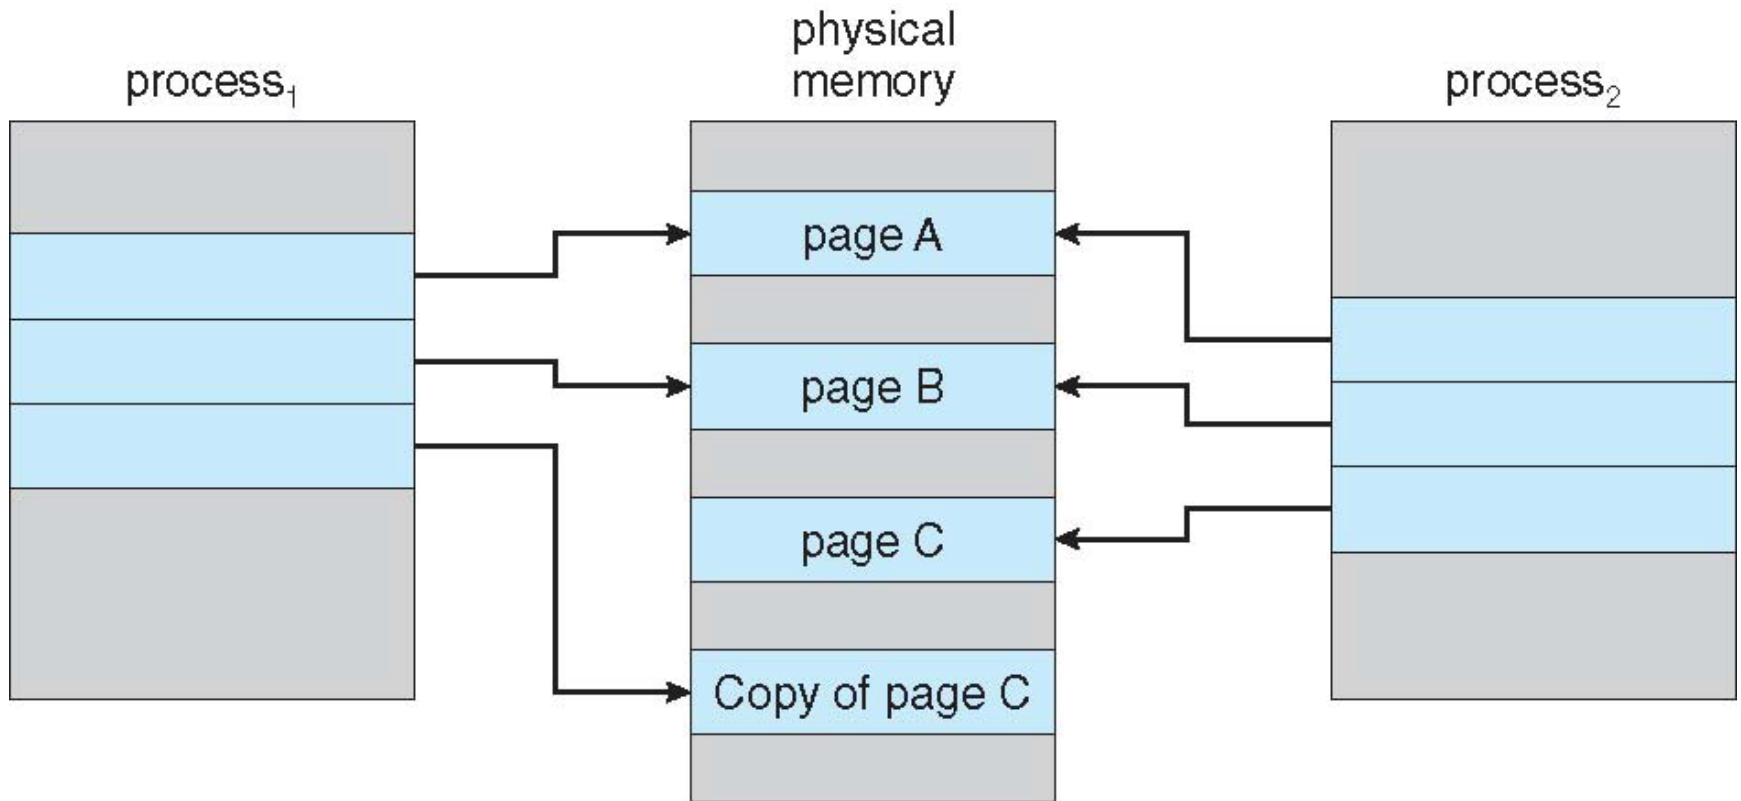 physical
memory
process₁
process₂
page A
page B
page C
Copy of page C